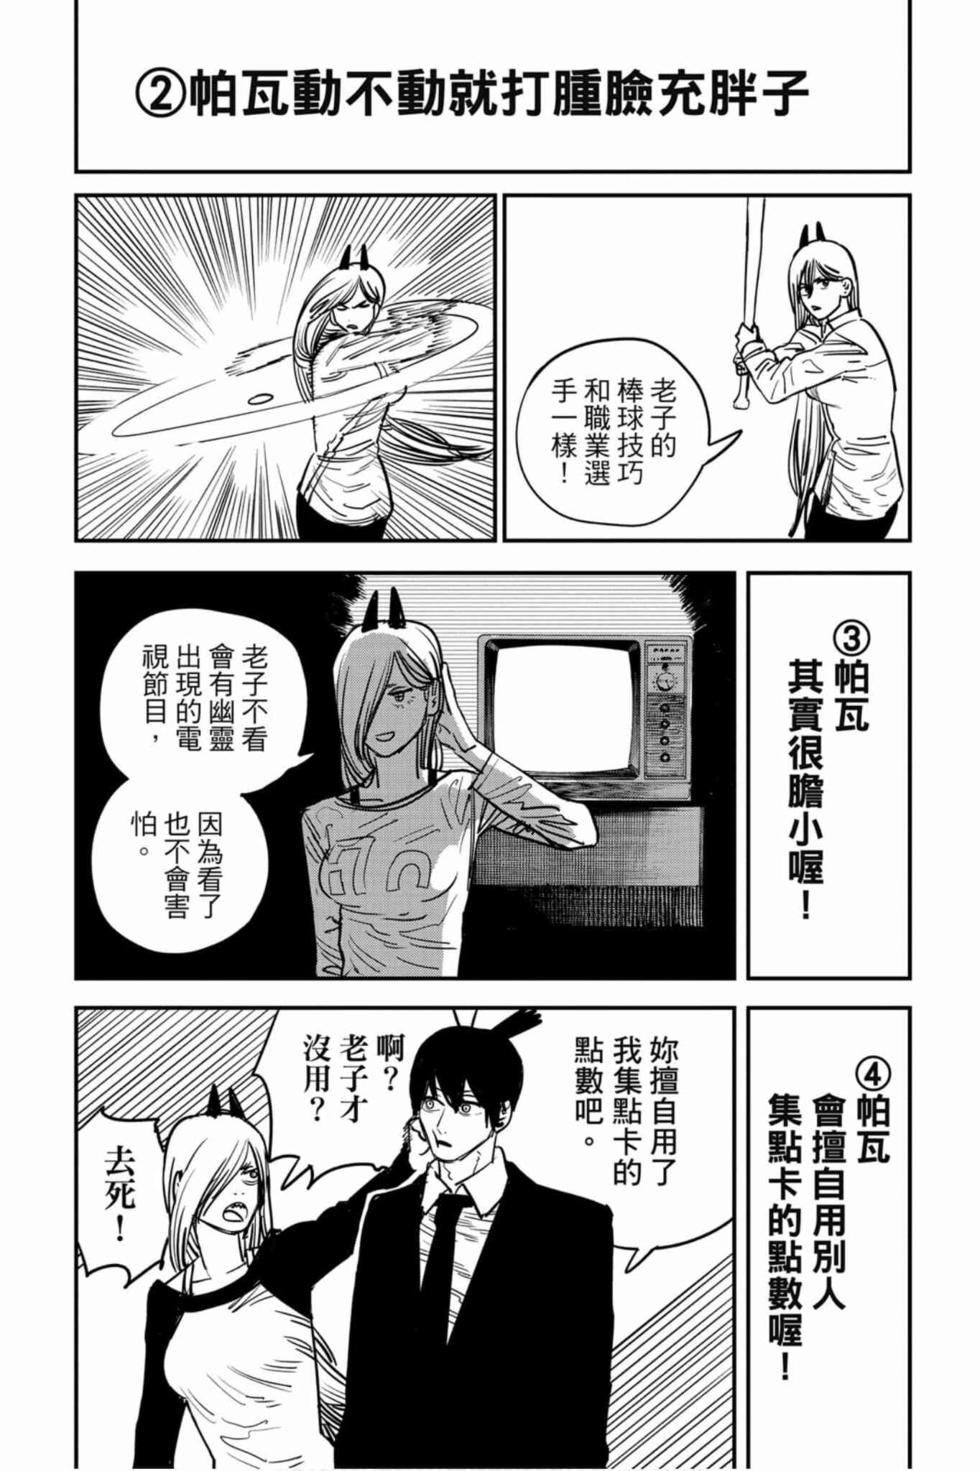 ②帕瓦動不動就打腫臉充胖子
老子的
棒球技巧
和職業選
手一樣！
③帕瓦
其實很膽小喔！
老子不看
會有幽靈
出現的電
視節目，
因為看了
也不會害
怕。
④帕瓦
會擅自用別人
集點卡的點數喔！
妳擅自用了
我集點卡的
點數吧。
啊？
老子才
沒用？
去死！